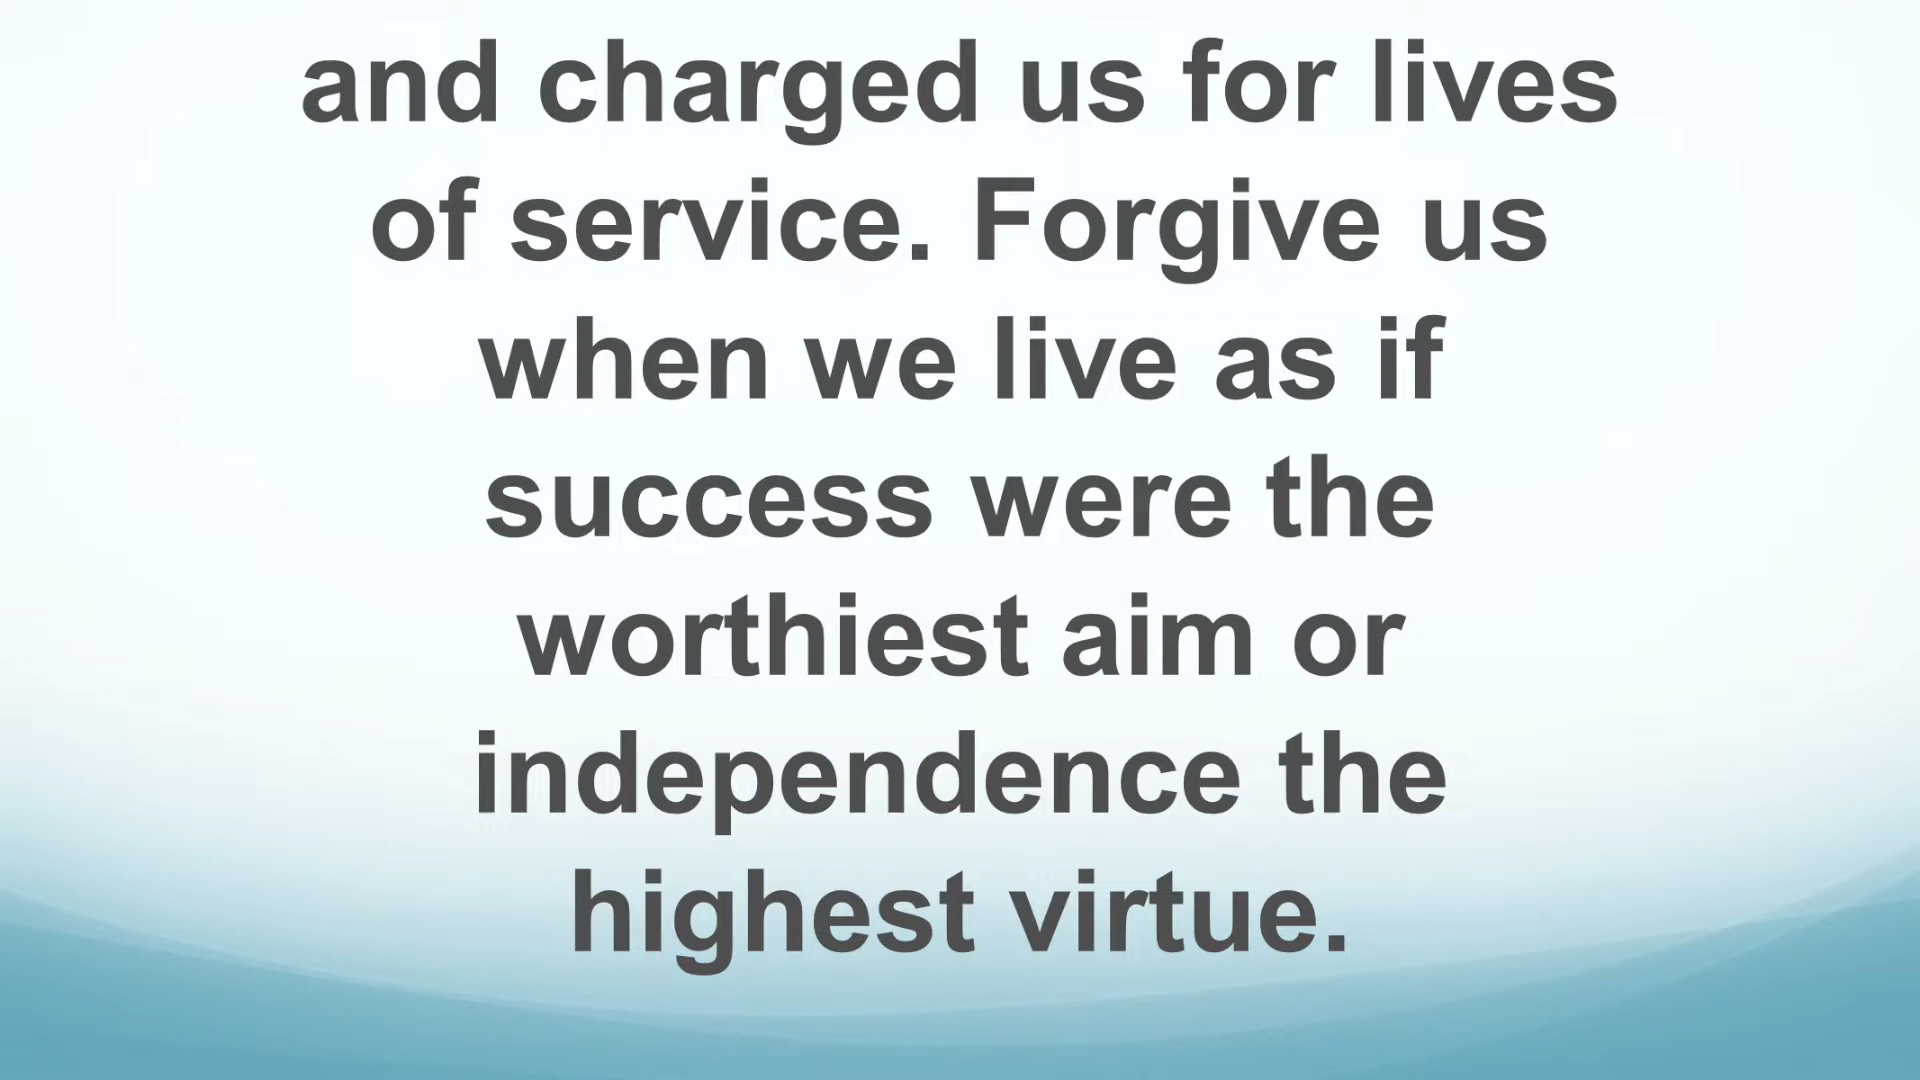 and charged us for lives
of service. Forgive us
when we live as if
success were the
worthiest aim or
independence the
highest virtue.